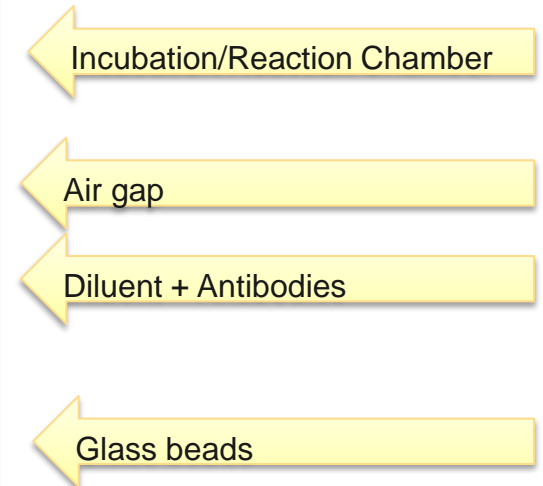 Incubation/Reaction Chamber
Air gap
Diluent + Antibodies
Glass beads